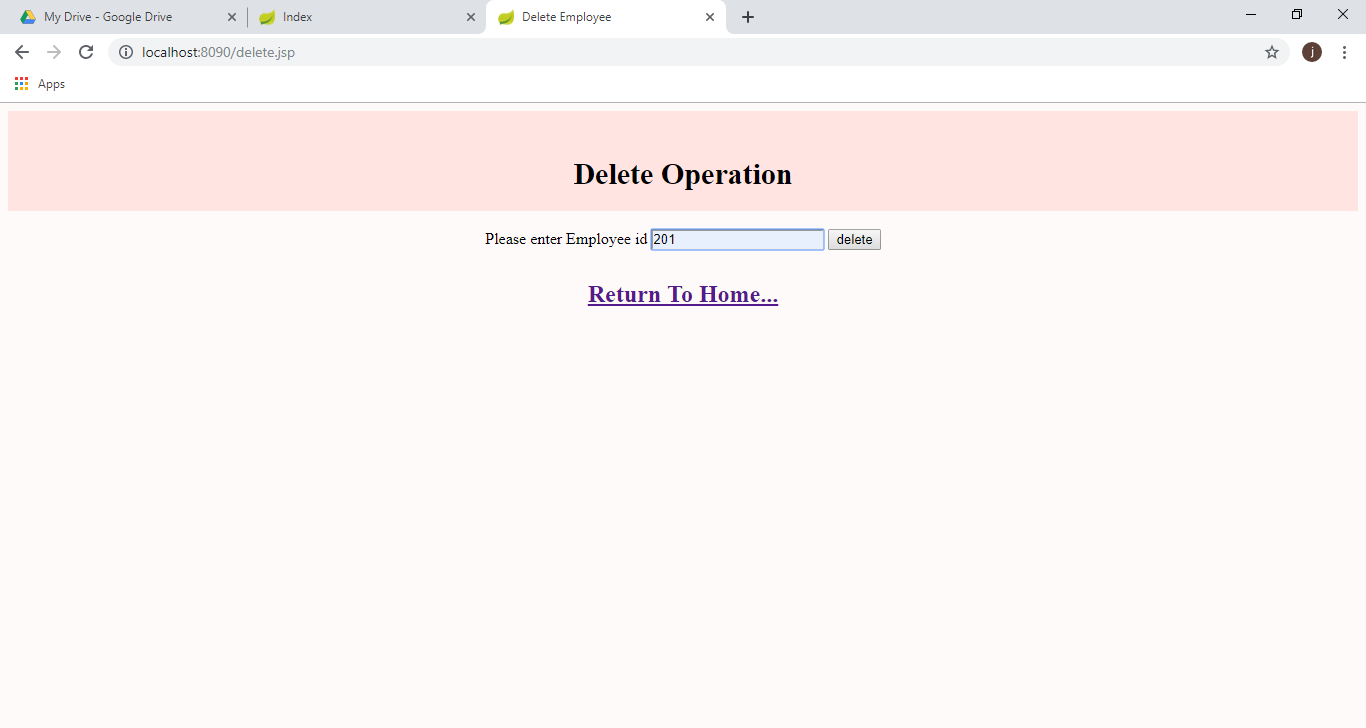 My Drive - Google Drive
Index
Delete Employee
localhost:8090/delete.jsp
j
Apps
Delete Operation
Please enter Employee id 201 delete
Return To Home...